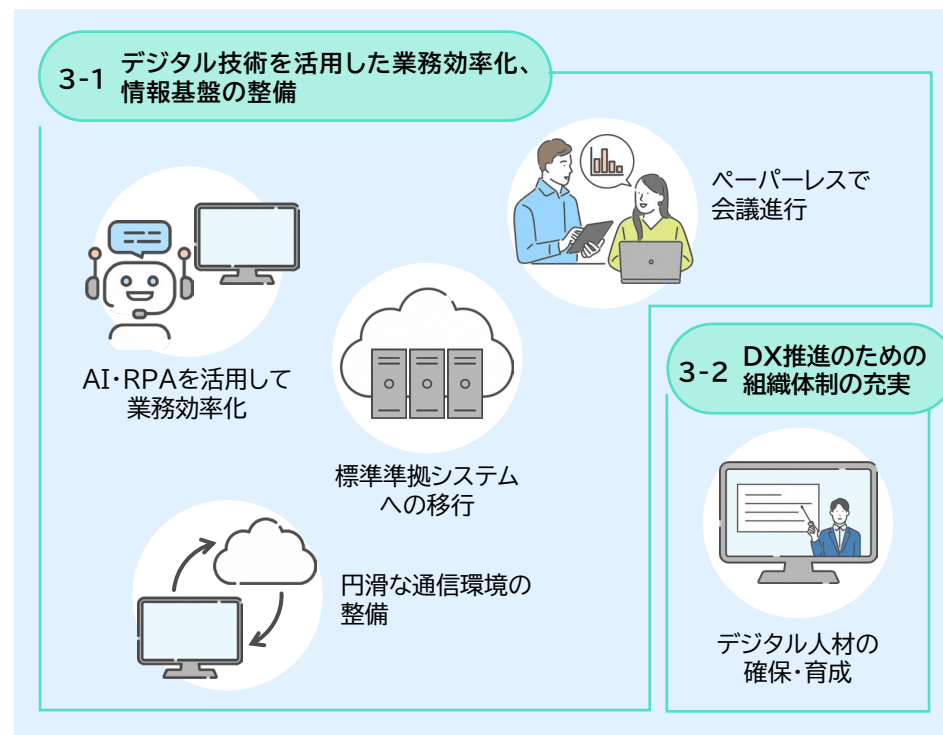 3-1 デジタル技術を活用した業務効率化、
情報基盤の整備
ペーパーレスで
会議進行
AI・RPAを活用して
業務効率化
標準準拠システム
への移行
円滑な通信環境の
整備
3-2 DX推進のための
組織体制の充実
デジタル人材の
確保・育成